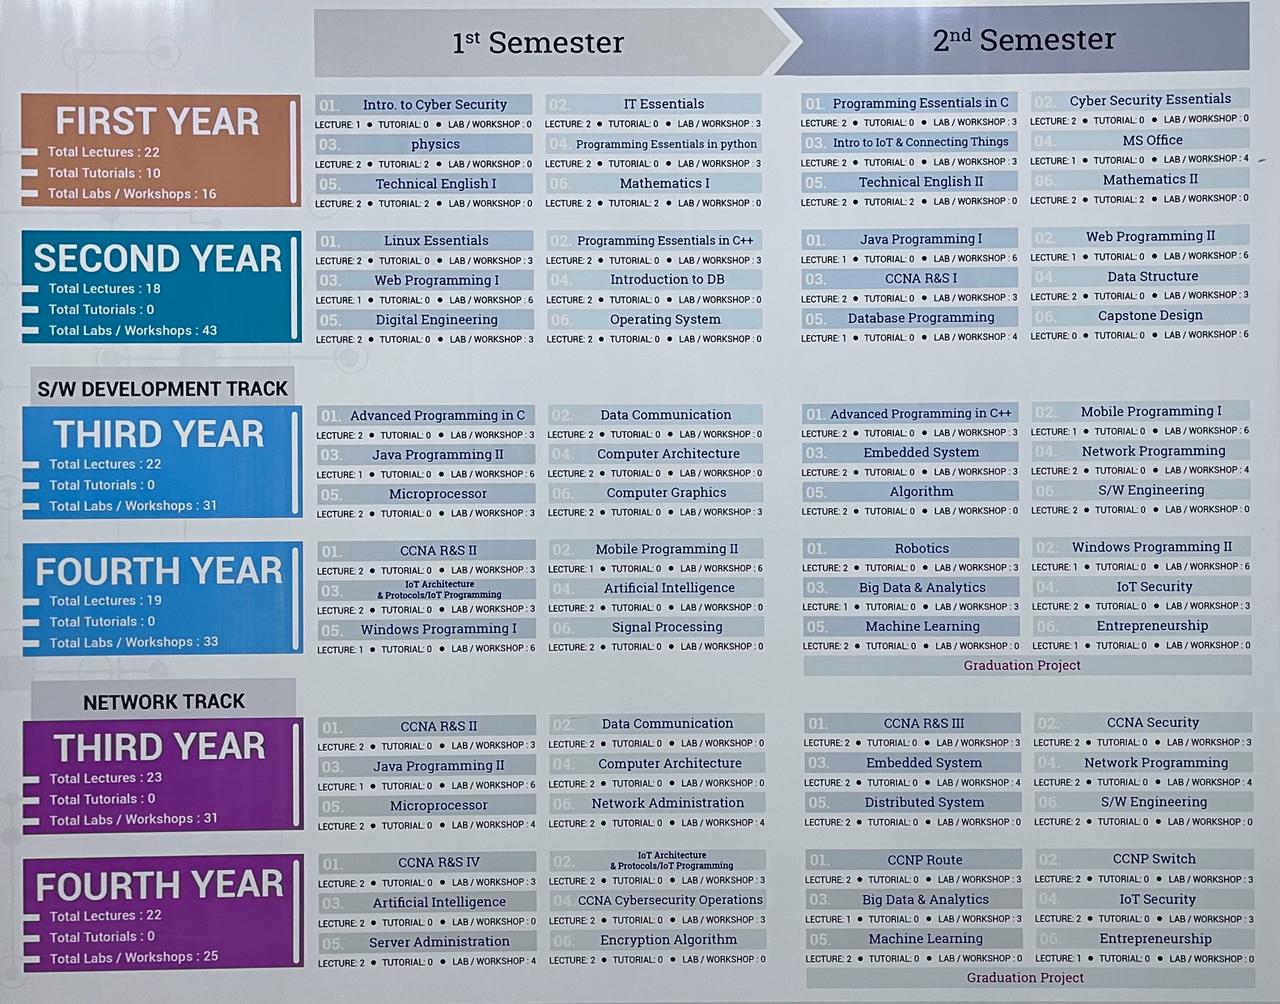 1st Semester
2nd Semester
FIRST YEAR
Total Lectures : 22
Total Tutorials : 10
Total Labs / Workshops : 16
01. Intro. to Cyber Security
02. IT Essentials
01. Programming Essentials in C
02. Cyber Security Essentials
LECTURE: 1 ● TUTORIAL: 0 ● LAB / WORKSHOP : 0
LECTURE: 2 ● TUTORIAL: 0 ● LAB / WORKSHOP : 3
LECTURE: 2 ● TUTORIAL: 0 ● LAB / WORKSHOP : 3
LECTURE: 2 ● TUTORIAL: 0 ● LAB / WORKSHOP : 0
03. physics
04. Programming Essentials in python
03. Intro to IoT & Connecting Things
04. MS Office
LECTURE: 2 ● TUTORIAL: 2 ● LAB / WORKSHOP : 0
LECTURE: 2 ● TUTORIAL: 0 ● LAB / WORKSHOP : 3
LECTURE: 2 ● TUTORIAL: 0 ● LAB / WORKSHOP : 3
LECTURE: 1 ● TUTORIAL: 0 ● LAB / WORKSHOP : 4
05. Technical English I
06. Mathematics I
05. Technical English II
06. Mathematics II
LECTURE: 2 ● TUTORIAL: 2 ● LAB / WORKSHOP : 0
LECTURE: 2 ● TUTORIAL: 2 ● LAB / WORKSHOP : 0
LECTURE: 2 ● TUTORIAL: 2 ● LAB / WORKSHOP : 0
LECTURE: 2 ● TUTORIAL: 2 ● LAB / WORKSHOP : 0
SECOND YEAR
Total Lectures : 18
Total Tutorials : 0
Total Labs / Workshops : 43
01. Linux Essentials
02. Programming Essentials in C++
01. Java Programming I
02. Web Programming II
LECTURE: 2 ● TUTORIAL: 0 ● LAB / WORKSHOP : 3
LECTURE: 2 ● TUTORIAL: 0 ● LAB / WORKSHOP : 3
LECTURE: 1 ● TUTORIAL: 0 ● LAB / WORKSHOP : 6
LECTURE: 1 ● TUTORIAL: 0 ● LAB / WORKSHOP : 6
03. Web Programming I
04. Introduction to DB
03. CCNA R&S I
04. Data Structure
LECTURE: 1 ● TUTORIAL: 0 ● LAB / WORKSHOP : 6
LECTURE: 2 ● TUTORIAL: 0 ● LAB / WORKSHOP : 0
LECTURE: 2 ● TUTORIAL: 0 ● LAB / WORKSHOP : 3
LECTURE: 2 ● TUTORIAL: 0 ● LAB / WORKSHOP : 3
05. Digital Engineering
06. Operating System
05. Database Programming
06. Capstone Design
LECTURE: 2 ● TUTORIAL: 0 ● LAB / WORKSHOP : 3
LECTURE: 2 ● TUTORIAL: 0 ● LAB / WORKSHOP : 0
LECTURE: 1 ● TUTORIAL: 0 ● LAB / WORKSHOP : 4
LECTURE: 0 ● TUTORIAL: 0 ● LAB / WORKSHOP : 6
S/W DEVELOPMENT TRACK
THIRD YEAR
Total Lectures : 22
Total Tutorials : 0
Total Labs / Workshops : 31
01. Advanced Programming in C
02. Data Communication
01. Advanced Programming in C++
02. Mobile Programming I
LECTURE: 2 ● TUTORIAL: 0 ● LAB / WORKSHOP : 3
LECTURE: 2 ● TUTORIAL: 0 ● LAB / WORKSHOP : 0
LECTURE: 2 ● TUTORIAL: 0 ● LAB / WORKSHOP : 3
LECTURE: 1 ● TUTORIAL: 0 ● LAB / WORKSHOP : 6
03. Java Programming II
04. Computer Architecture
03. Embedded System
04. Network Programming
LECTURE: 1 ● TUTORIAL: 0 ● LAB / WORKSHOP : 6
LECTURE: 2 ● TUTORIAL: 0 ● LAB / WORKSHOP : 0
LECTURE: 2 ● TUTORIAL: 0 ● LAB / WORKSHOP : 3
LECTURE: 2 ● TUTORIAL: 0 ● LAB / WORKSHOP : 4
05. Microprocessor
06. Computer Graphics
05. Algorithm
06. S/W Engineering
LECTURE: 2 ● TUTORIAL: 0 ● LAB / WORKSHOP : 3
LECTURE: 2 ● TUTORIAL: 0 ● LAB / WORKSHOP : 3
LECTURE: 2 ● TUTORIAL: 0 ● LAB / WORKSHOP : 0
LECTURE: 2 ● TUTORIAL: 0 ● LAB / WORKSHOP : 0
FOURTH YEAR
Total Lectures : 19
Total Tutorials : 0
Total Labs / Workshops : 33
01. CCNA R&S II
02. Mobile Programming II
01. Robotics
02. Windows Programming II
LECTURE: 2 ● TUTORIAL: 0 ● LAB / WORKSHOP : 3
LECTURE: 1 ● TUTORIAL: 0 ● LAB / WORKSHOP : 6
LECTURE: 2 ● TUTORIAL: 0 ● LAB / WORKSHOP : 3
LECTURE: 1 ● TUTORIAL: 0 ● LAB / WORKSHOP : 6
03. IoT Architecture
& Protocols/IoT Programming
04. Artificial Intelligence
03. Big Data & Analytics
04. IoT Security
LECTURE: 2 ● TUTORIAL: 0 ● LAB / WORKSHOP : 3
LECTURE: 2 ● TUTORIAL: 0 ● LAB / WORKSHOP : 0
LECTURE: 1 ● TUTORIAL: 0 ● LAB / WORKSHOP : 3
LECTURE: 2 ● TUTORIAL: 0 ● LAB / WORKSHOP : 3
05. Windows Programming I
06. Signal Processing
05. Machine Learning
06. Entrepreneurship
LECTURE: 1 ● TUTORIAL: 0 ● LAB / WORKSHOP : 6
LECTURE: 2 ● TUTORIAL: 0 ● LAB / WORKSHOP : 0
LECTURE: 2 ● TUTORIAL: 0 ● LAB / WORKSHOP : 0
LECTURE: 1 ● TUTORIAL: 0 ● LAB / WORKSHOP : 0
Graduation Project
NETWORK TRACK
THIRD YEAR
Total Lectures : 23
Total Tutorials : 0
Total Labs / Workshops : 31
01. CCNA R&S II
02. Data Communication
01. CCNA R&S III
02. CCNA Security
LECTURE: 2 ● TUTORIAL: 0 ● LAB / WORKSHOP : 3
LECTURE: 2 ● TUTORIAL: 0 ● LAB / WORKSHOP : 0
LECTURE: 2 ● TUTORIAL: 0 ● LAB / WORKSHOP : 3
LECTURE: 2 ● TUTORIAL: 0 ● LAB / WORKSHOP : 3
03. Java Programming II
04. Computer Architecture
03. Embedded System
04. Network Programming
LECTURE: 1 ● TUTORIAL: 0 ● LAB / WORKSHOP : 6
LECTURE: 2 ● TUTORIAL: 0 ● LAB / WORKSHOP : 0
LECTURE: 2 ● TUTORIAL: 0 ● LAB / WORKSHOP : 4
LECTURE: 2 ● TUTORIAL: 0 ● LAB / WORKSHOP : 4
05. Microprocessor
06. Network Administration
05. Distributed System
06. S/W Engineering
LECTURE: 2 ● TUTORIAL: 0 ● LAB / WORKSHOP : 4
LECTURE: 2 ● TUTORIAL: 0 ● LAB / WORKSHOP : 4
LECTURE: 2 ● TUTORIAL: 0 ● LAB / WORKSHOP : 0
LECTURE: 2 ● TUTORIAL: 0 ● LAB / WORKSHOP : 0
FOURTH YEAR
Total Lectures : 22
Total Tutorials : 0
Total Labs / Workshops : 25
01. CCNA R&S IV
02. IoT Architecture
& Protocols/IoT Programming
01. CCNP Route
02. CCNP Switch
LECTURE: 2 ● TUTORIAL: 0 ● LAB / WORKSHOP : 3
LECTURE: 2 ● TUTORIAL: 0 ● LAB / WORKSHOP : 3
LECTURE: 2 ● TUTORIAL: 0 ● LAB / WORKSHOP : 3
LECTURE: 2 ● TUTORIAL: 0 ● LAB / WORKSHOP : 3
03. Artificial Intelligence
04. CCNA Cybersecurity Operations
03. Big Data & Analytics
04. IoT Security
LECTURE: 2 ● TUTORIAL: 0 ● LAB / WORKSHOP : 0
LECTURE: 2 ● TUTORIAL: 0 ● LAB / WORKSHOP : 3
LECTURE: 1 ● TUTORIAL: 0 ● LAB / WORKSHOP : 3
LECTURE: 2 ● TUTORIAL: 0 ● LAB / WORKSHOP : 3
05. Server Administration
06. Encryption Algorithm
05. Machine Learning
06. Entrepreneurship
LECTURE: 2 ● TUTORIAL: 0 ● LAB / WORKSHOP : 4
LECTURE: 2 ● TUTORIAL: 0 ● LAB / WORKSHOP : 0
LECTURE: 2 ● TUTORIAL: 0 ● LAB / WORKSHOP : 0
LECTURE: 1 ● TUTORIAL: 0 ● LAB / WORKSHOP : 0
Graduation Project